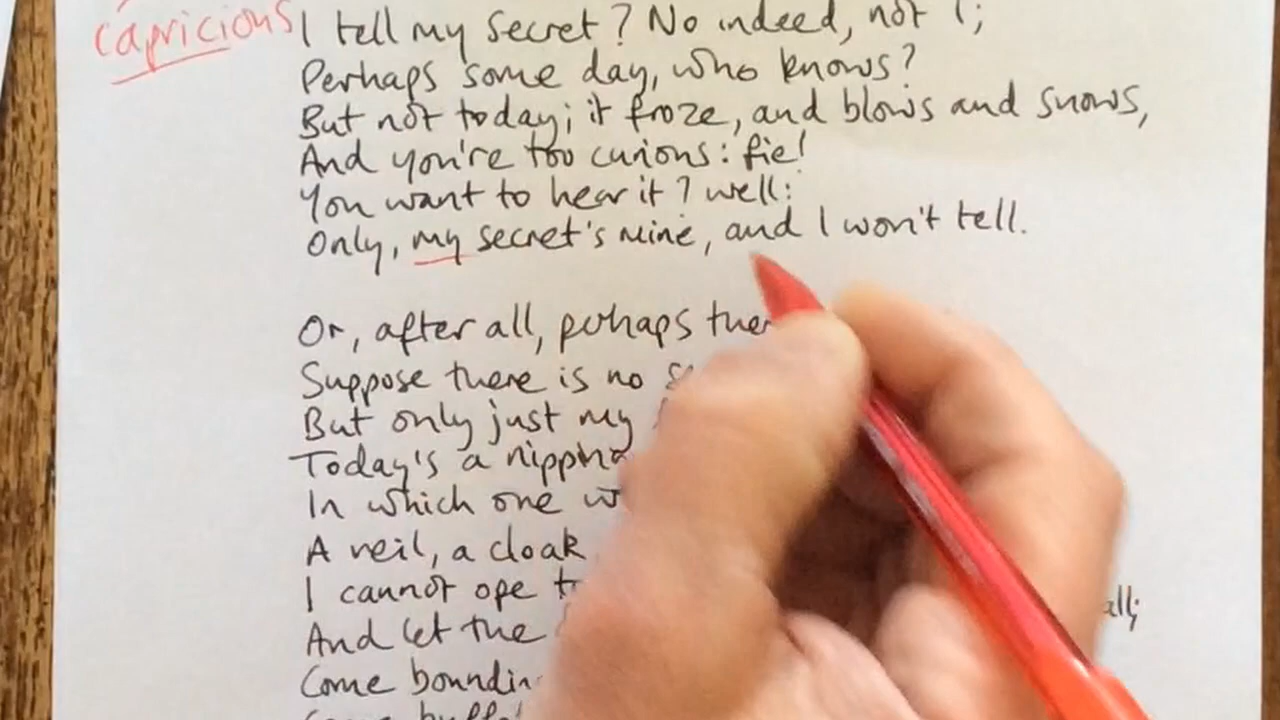 capricious
I tell my secret? No indeed, not I;
Perhaps some day, who knows?
But not today; it froze, and blows and snows,
And you're too curious: fie!
You want to hear it? well:
Only, my secret's mine, and I won't tell.
Or, after all, perhaps
Suppose there is no
But only just my
Today's a
In which one
A veil, a cloak
I cannot ope
And let the
Come